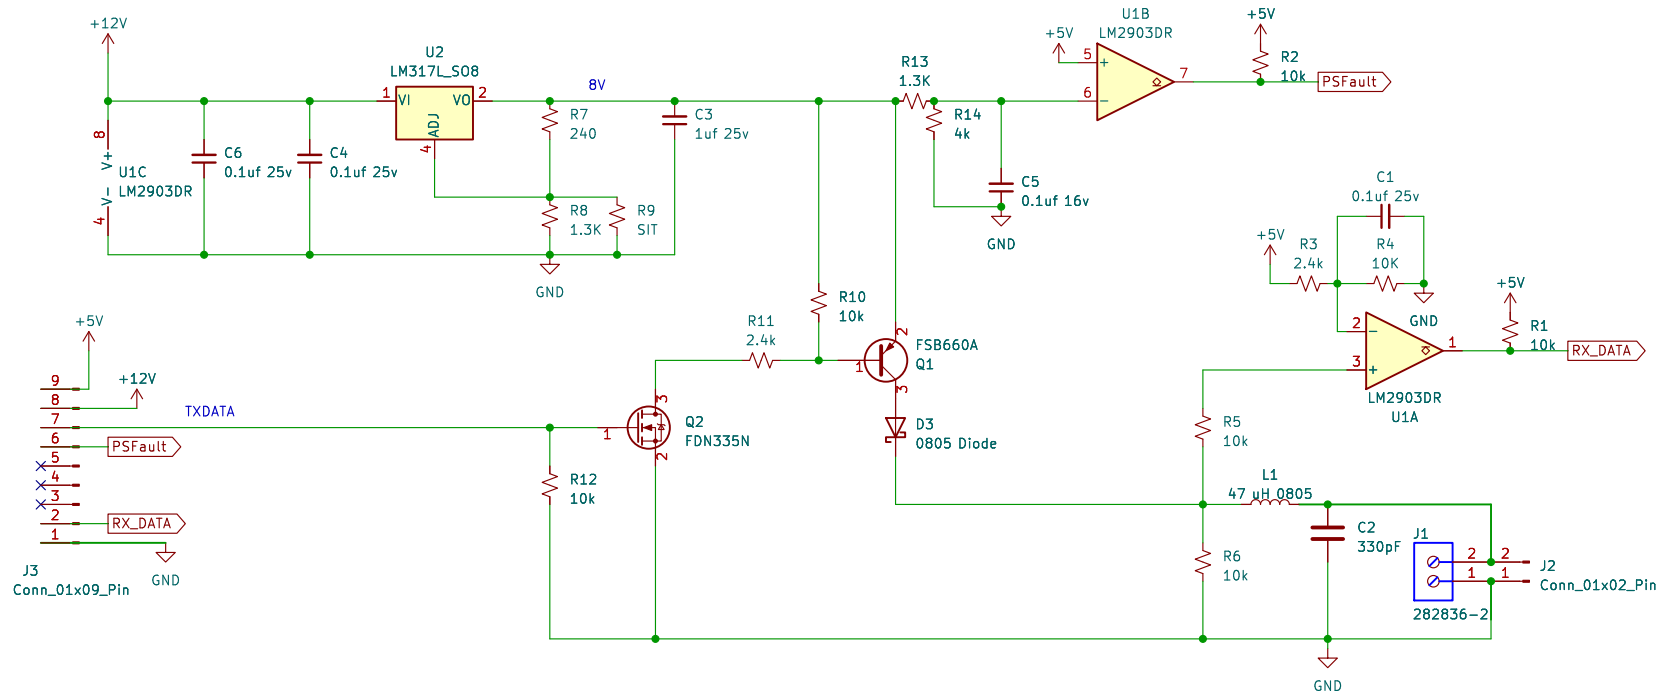 +12V
U2
LM317L_SO8
1
VI
VO
2
ADJ
4
8
V+
V-
4
U1C
LM2903DR
C6
0.1uf 25v
C4
0.1uf 25v
8V
R7
240
C3
1uf 25v
R8
1.3K
R9
SIT
GND
R13
1.3K
R14
4k
C5
0.1uf 16v
GND
U1B
LM2903DR
+5V
5
+
6
−
7
+5V
R2
10k
PSFault
C1
0.1uf 25v
+5V
R3
2.4k
R4
10K
GND
2
−
3
+
1
LM2903DR
U1A
+5V
R1
10k
RX_DATA
R10
10k
R11
2.4k
FSB660A
Q1
1
2
3
D3
0805 Diode
Q2
FDN335N
1
3
2
R12
10k
R5
10k
R6
10k
L1
47 uH 0805
C2
330pF
GND
J1
2
1
282836-2
2
1
J2
Conn_01x02_Pin
+5V
+12V
TXDATA
9
8
7
6
PSFault
5
4
3
2
RX_DATA
1
GND
J3
Conn_01x09_Pin